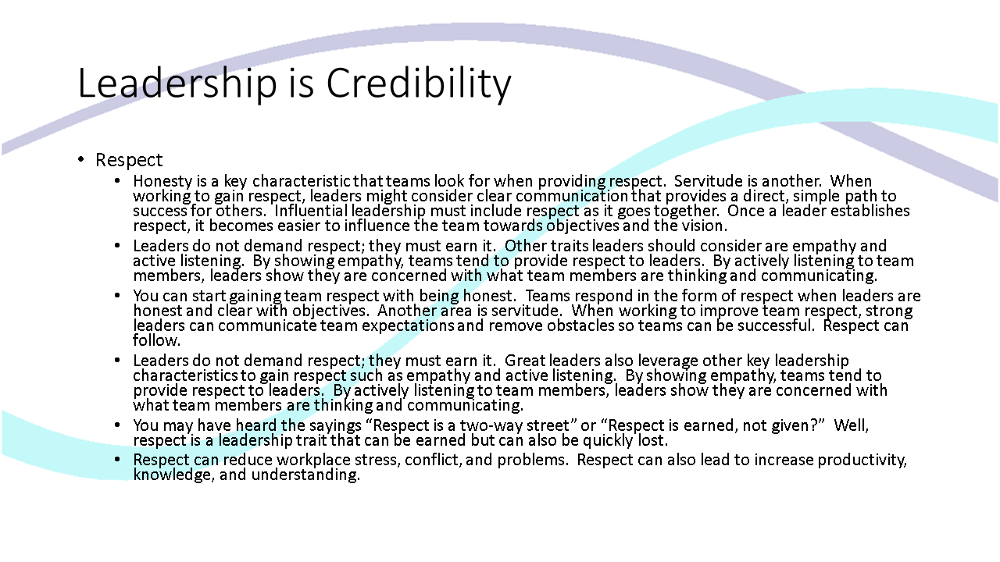 Leadership is Credibility
• Respect
• Honesty is a key characteristic that teams look for when providing respect.  Servitude is another.  When
working to gain respect, leaders might consider clear communication that provides a direct, simple path to
success for others.  Influential leadership must include respect as it goes together.  Once a leader establishes
respect, it becomes easier to influence the team towards objectives and the vision.
• Leaders do not demand respect; they must earn it.  Other traits leaders should consider are empathy and
active listening.  By showing empathy, teams tend to provide respect to leaders.  By actively listening to team
members, leaders show they are concerned with what team members are thinking and communicating.
• You can start gaining team respect with being honest.  Teams respond in the form of respect when leaders are
honest and clear with objectives.  Another area is servitude.  When working to improve team respect, strong
leaders can communicate team expectations and remove obstacles so teams can be successful.  Respect can
follow.
• Leaders do not demand respect; they must earn it.  Great leaders also leverage other key leadership
characteristics to gain respect such as empathy and active listening.  By showing empathy, teams tend to
provide respect to leaders.  By actively listening to team members, leaders show they are concerned with
what team members are thinking and communicating.
• You may have heard the sayings “Respect is a two-way street” or “Respect is earned, not given?”  Well,
respect is a leadership trait that can be earned but can also be quickly lost.
• Respect can reduce workplace stress, conflict, and problems.  Respect can also lead to increase productivity,
knowledge, and understanding.